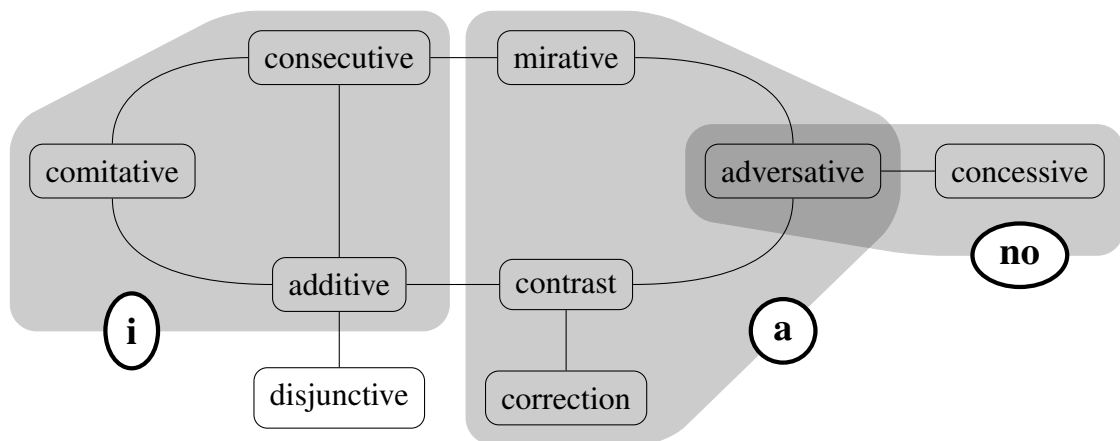 consecutive mirative
comitative adversative concessive
no
additive contrast
i a
disjunctive correction